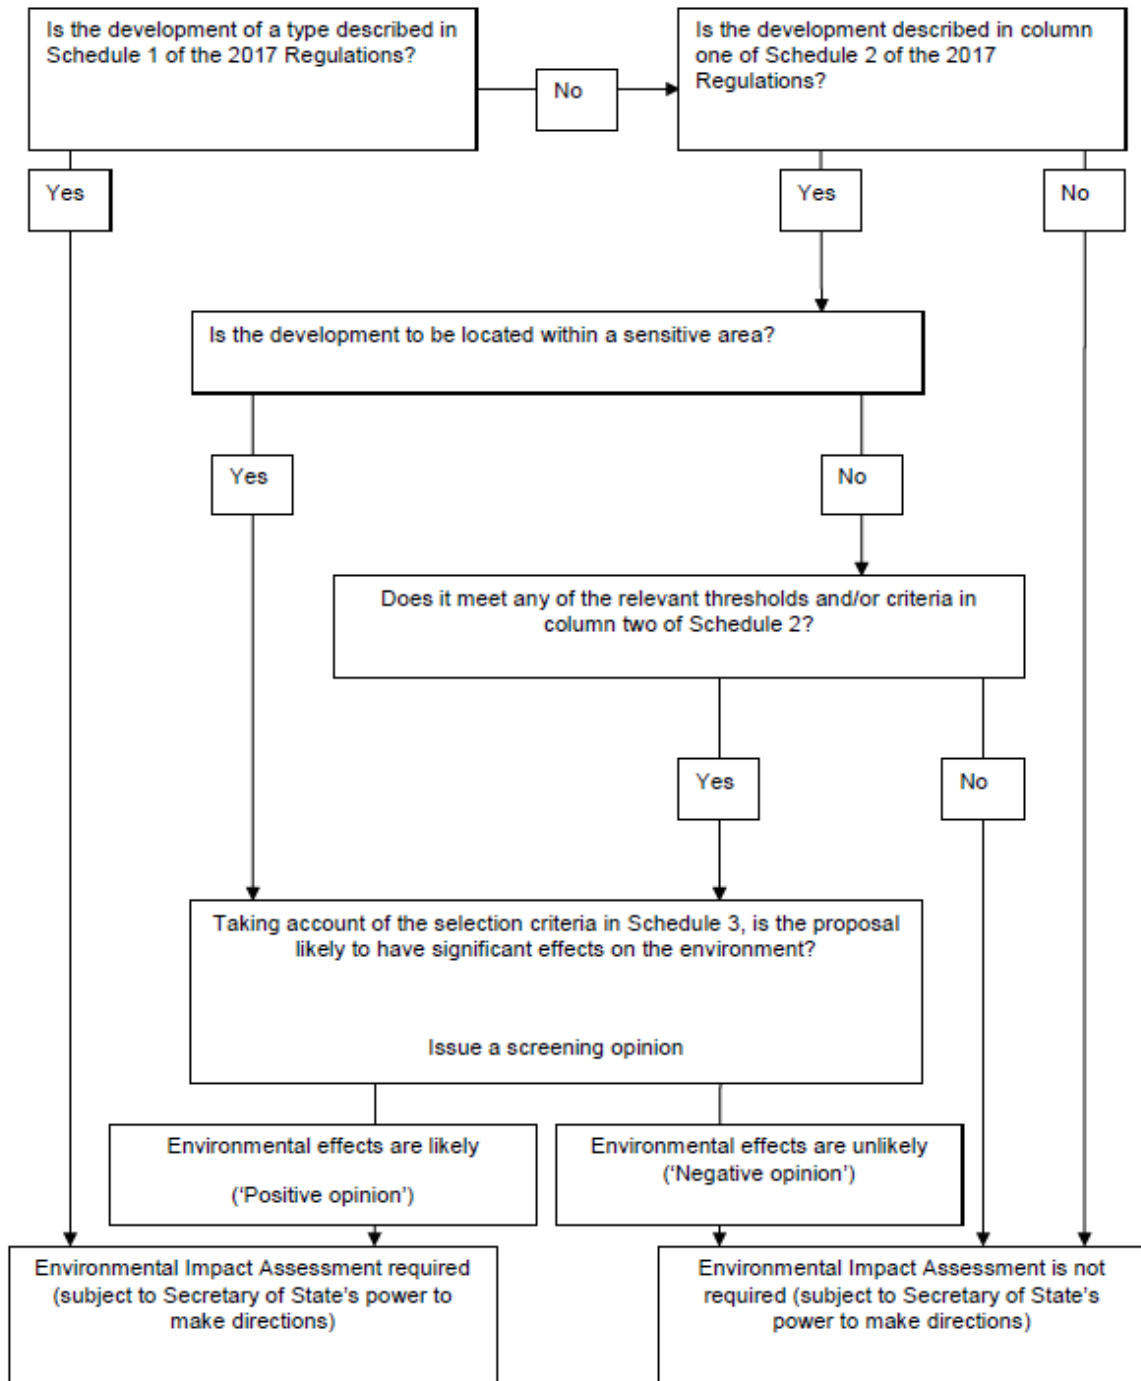 Is the development of a type described in
Schedule 1 of the 2017 Regulations?
No
Is the development described in column
one of Schedule 2 of the 2017
Regulations?
Yes
Yes
No
Is the development to be located within a sensitive area?
Yes
No
Does it meet any of the relevant thresholds and/or criteria in
column two of Schedule 2?
Yes
No
Taking account of the selection criteria in Schedule 3, is the proposal
likely to have significant effects on the environment?
Issue a screening opinion
Environmental effects are likely
(‘Positive opinion’)
Environmental effects are unlikely
(‘Negative opinion’)
Environmental Impact Assessment required
(subject to Secretary of State’s power to
make directions)
Environmental Impact Assessment is not
required (subject to Secretary of State’s
power to make directions)